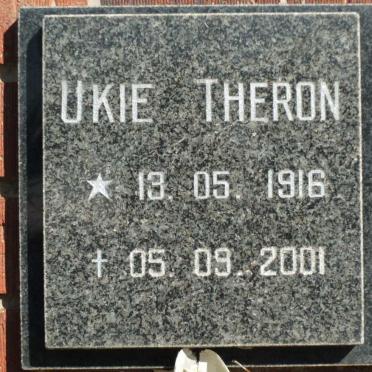 UKIE THERON
★ 13. 05. 1916
† 05. 09. 2001